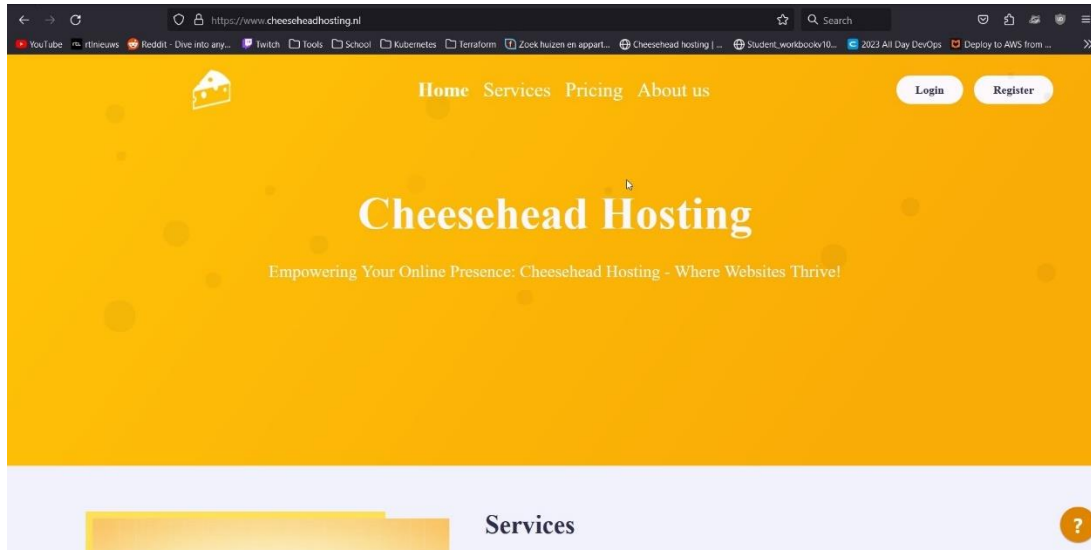 https://www.cheeseheadhosting.nl
Search
YouTube rtlnieuws Reddit - Dive into any... Twitch Tools School Kubernetes Terraform Zoek huizen en appart... Cheesehead hosting | ... Student_workbookv10... 2023 All Day DevOps Deploy to AWS from ...
Home Services Pricing About us Login Register
Cheesehead Hosting
Empowering Your Online Presence: Cheesehead Hosting - Where Websites Thrive!
Services
?